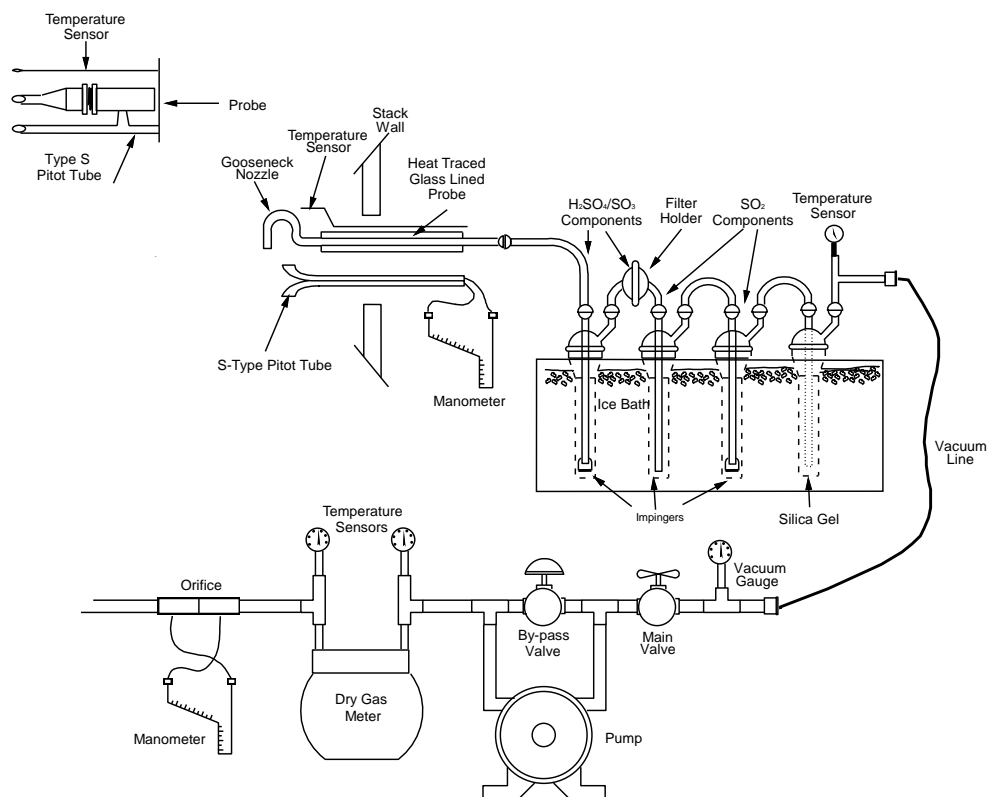 Temperature
Sensor
Probe
Type S
Pitot Tube
Stack
Wall
Temperature
Sensor
Gooseneck
Nozzle
Heat Traced
Glass Lined
Probe
H₂SO₄/SO₃
Components
Filter
Holder
SO₂
Components
Temperature
Sensor
S-Type Pitot Tube
Manometer
Ice Bath
Vacuum
Line
Impingers
Silica Gel
Temperature
Sensors
Orifice
Vacuum
Gauge
By-pass
Valve
Main
Valve
Dry Gas
Meter
Manometer
Pump